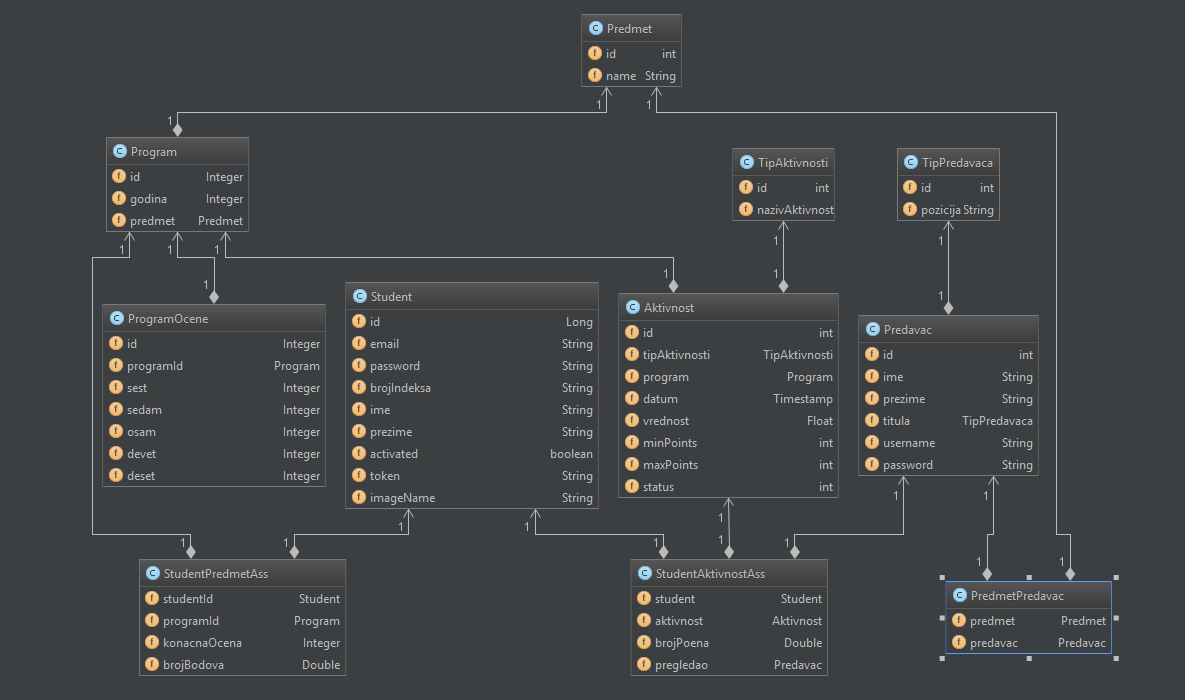 C Predmet
f id int
f name String
1 1 1
C Program
f id Integer
f godina Integer
f predmet Predmet
C TipAktivnosti
f id int
f nazivAktivnost
C TipPredavaca
f id int
f pozicija String
1 1 1 1 1
1 1 1 1
C ProgramOcene
f id Integer
f programId Program
f sest Integer
f sedam Integer
f osam Integer
f devet Integer
f deset Integer
C Student
f id Long
f email String
f password String
f brojIndeksa String
f ime String
f prezime String
f activated boolean
f token String
f imageName String
C Aktivnost
f id int
f tipAktivnosti TipAktivnosti
f program Program
f datum Timestamp
f vrednost Float
f minPoints int
f maxPoints int
f status int
C Predavac
f id int
f ime String
f prezime String
f titula TipPredavaca
f username String
f password String
1 1 1 1 1
1 1 1 1 1 1 1
C StudentPredmetAss
f studentId Student
f programId Program
f konacnaOcena Integer
f brojBodova Double
C StudentAktivnostAss
f student Student
f aktivnost Aktivnost
f brojPoena Double
f pregledao Predavac
C PredmetPredavac
f predmet Predmet
f predavac Predavac